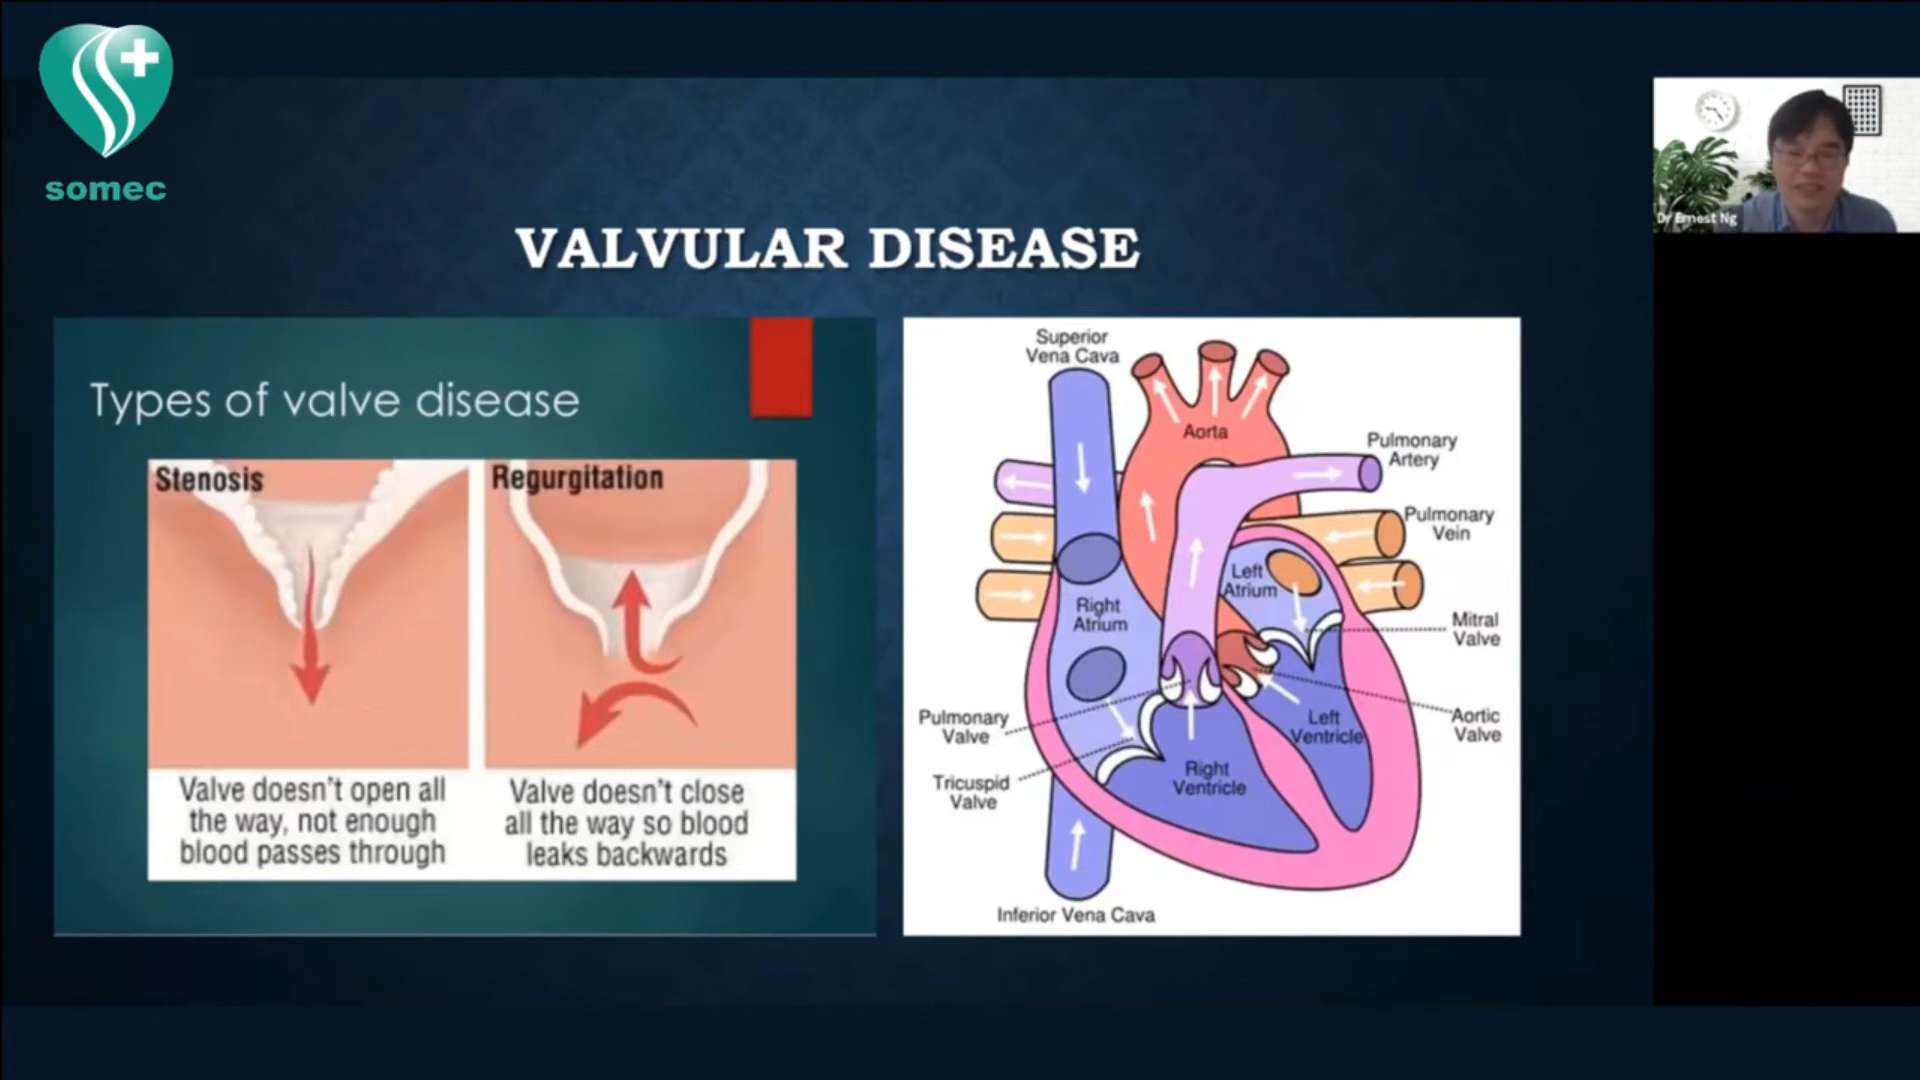 somec
Dr Ernest Ng
VALVULAR DISEASE
Types of valve disease
Stenosis
Valve doesn't open all
the way, not enough
blood passes through
Regurgitation
Valve doesn't close
all the way so blood
leaks backwards
Superior
Vena Cava
Aorta
Pulmonary
Artery
Pulmonary
Vein
Left
Atrium
Right
Atrium
Mitral
Valve
Pulmonary
Valve
Left
Ventricle
Aortic
Valve
Tricuspid
Valve
Right
Ventricle
Inferior Vena Cava